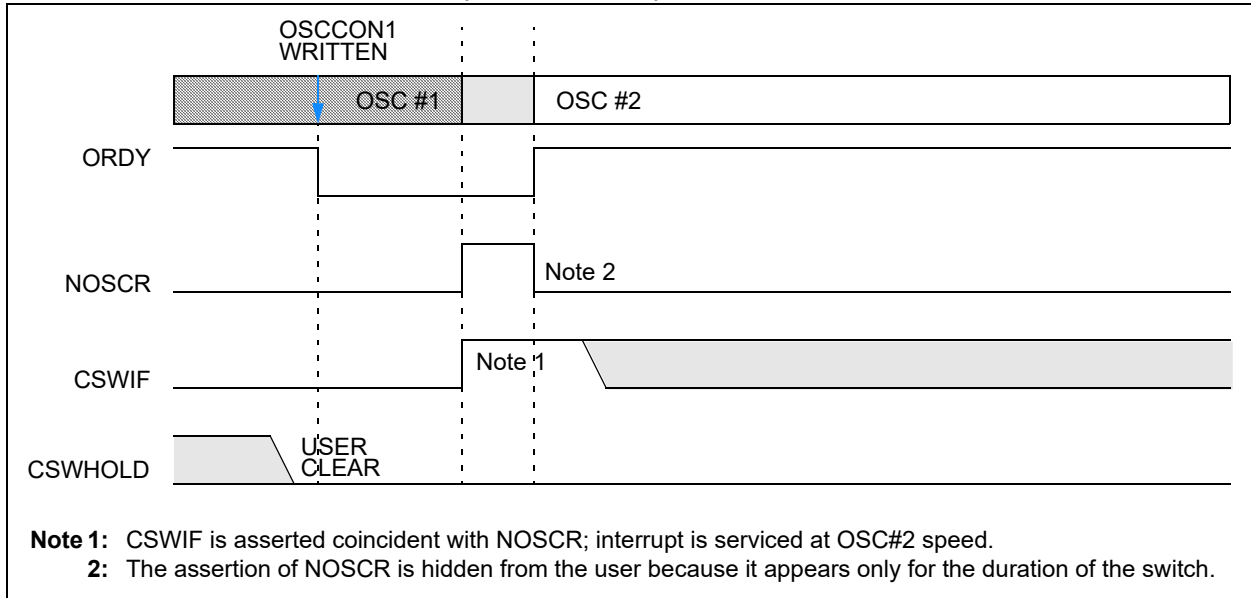 OSCCON1
WRITTEN
OSC #1
OSC #2
ORDY
NOSCR
Note 2
CSWIF
Note 1
CSWHOLD
USER
CLEAR
Note 1: CSWIF is asserted coincident with NOSCR; interrupt is serviced at OSC#2 speed.
2: The assertion of NOSCR is hidden from the user because it appears only for the duration of the switch.